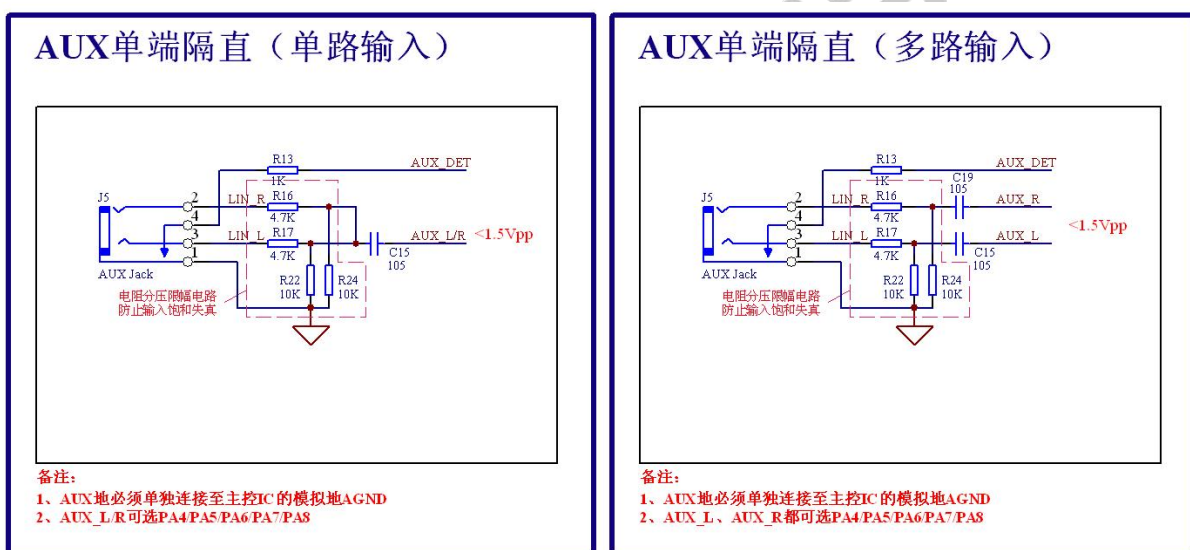 AUX单端隔直（单路输入）
R13
1K
AUX_DET
J5
2
LIN_R
R16
4
4.7K
3
LIN_L
R17
AUX_L/R
<1.5Vpp
1
4.7K
C15
105
AUX Jack
R22
10K
R24
10K
电阻分压限幅电路
防止输入饱和失真
备注：
1、AUX地必须单独连接至主控IC的模拟地AGND
2、AUX_L/R可选PA4/PA5/PA6/PA7/PA8
AUX单端隔直（多路输入）
R13
1K
AUX_DET
C19
105
J5
2
LIN_R
R16
AUX_R
4
4.7K
<1.5Vpp
3
LIN_L
R17
AUX_L
1
4.7K
C15
105
AUX Jack
R22
10K
R24
10K
电阻分压限幅电路
防止输入饱和失真
备注：
1、AUX地必须单独连接至主控IC的模拟地AGND
2、AUX_L、AUX_R都可选PA4/PA5/PA6/PA7/PA8